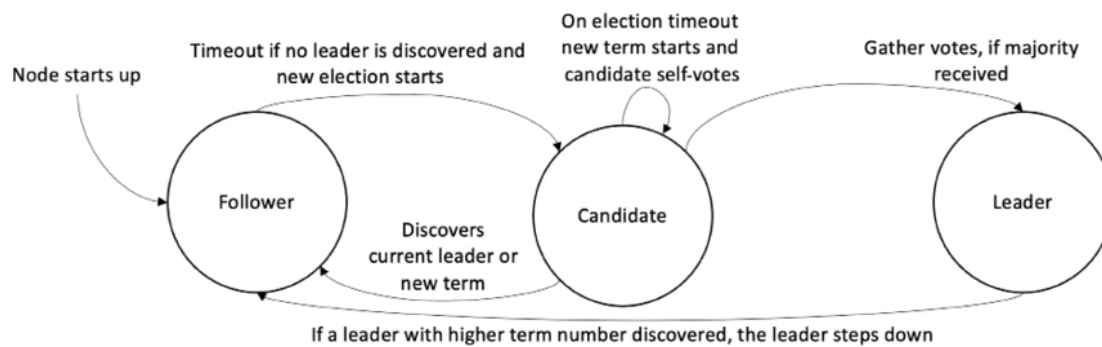 Node starts up
Timeout if no leader is discovered and
new election starts
On election timeout
new term starts and
candidate self-votes
Gather votes, if majority
received
Follower
Candidate
Leader
Discovers
current leader or
new term
If a leader with higher term number discovered, the leader steps down